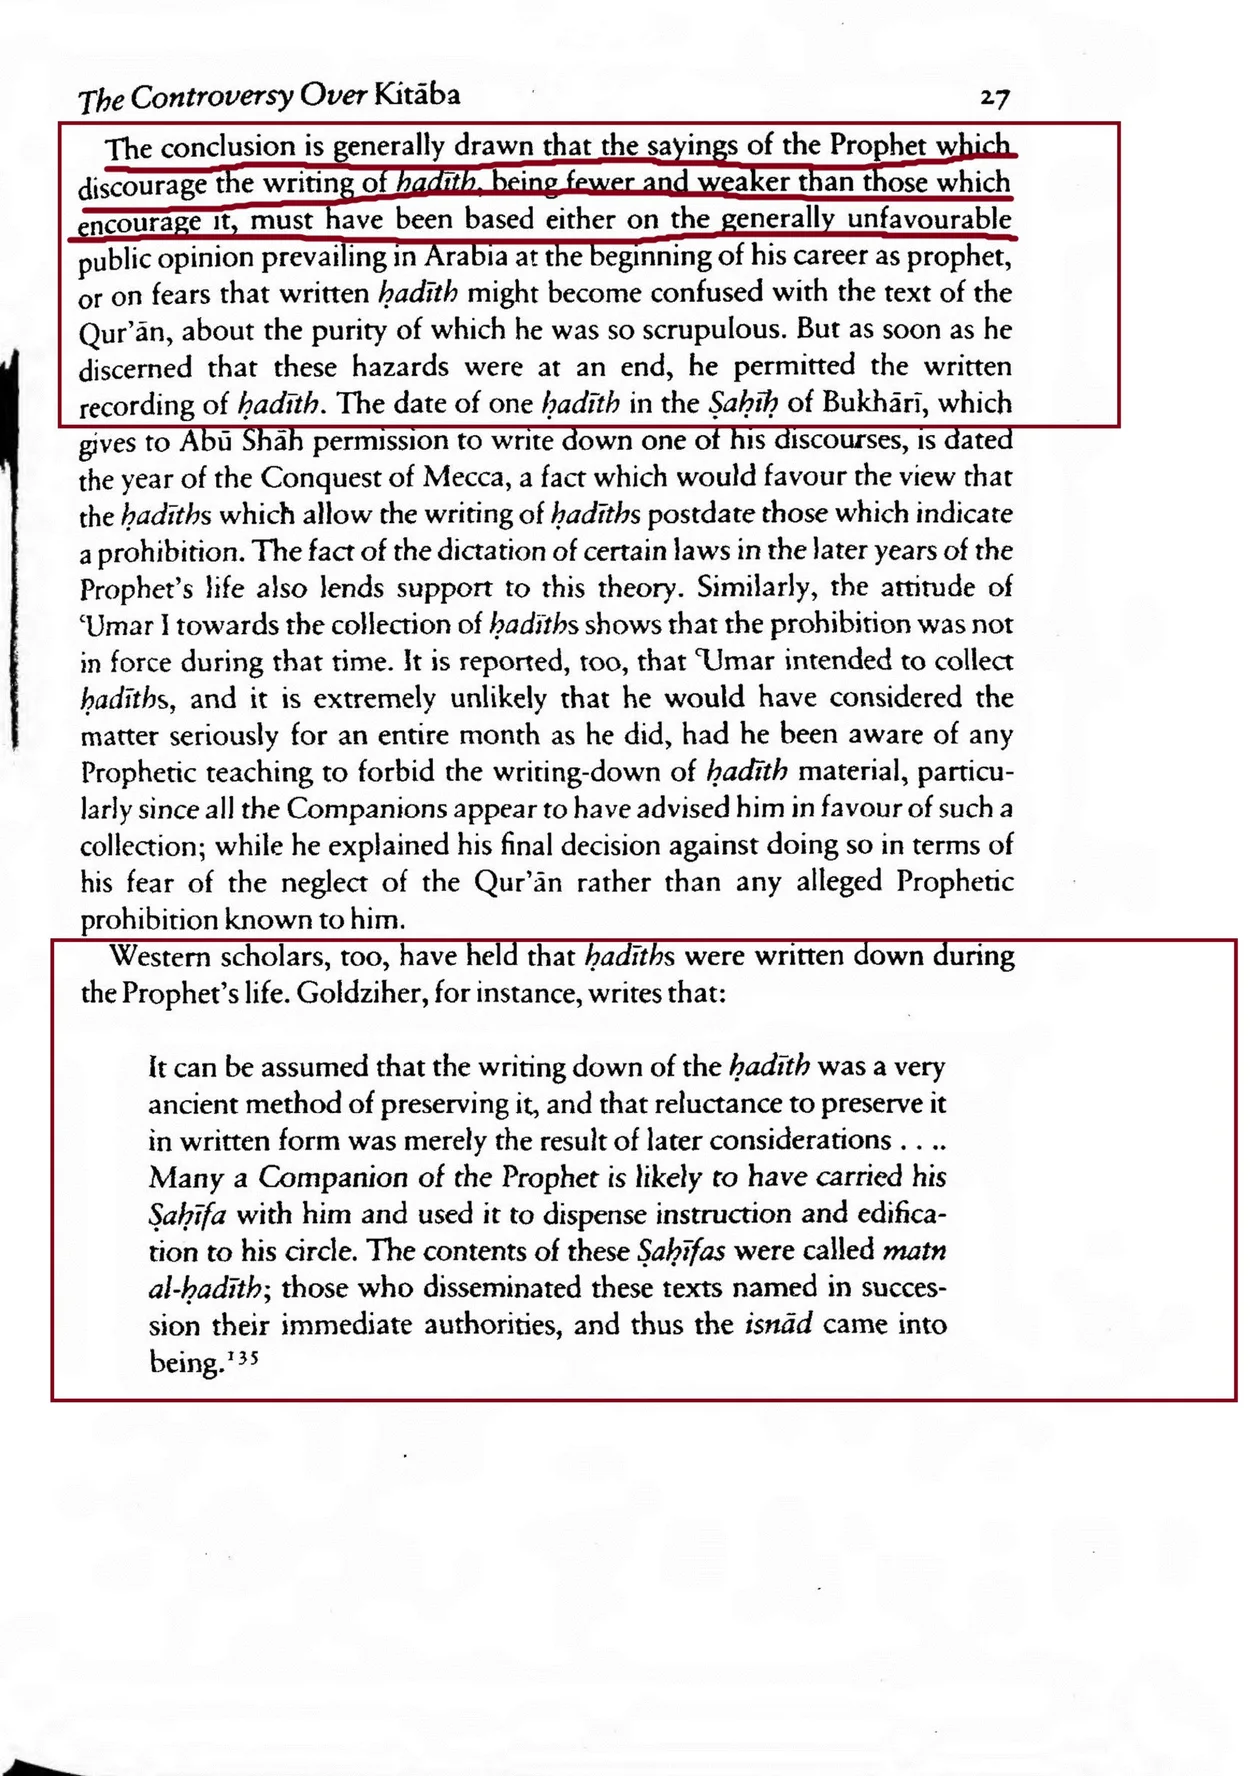 The Controversy Over Kitāba 27
The conclusion is generally drawn that the sayings of the Prophet which
discourage the writing of ḥadīth, being fewer and weaker than those which
encourage it, must have been based either on the generally unfavourable
public opinion prevailing in Arabia at the beginning of his career as prophet,
or on fears that written ḥadīth might become confused with the text of the
Qur'ān, about the purity of which he was so scrupulous. But as soon as he
discerned that these hazards were at an end, he permitted the written
recording of ḥadīth. The date of one ḥadīth in the Ṣaḥīḥ of Bukhārī, which
gives to Abū Shāh permission to write down one of his discourses, is dated
the year of the Conquest of Mecca, a fact which would favour the view that
the ḥadīths which allow the writing of ḥadīths postdate those which indicate
a prohibition. The fact of the dictation of certain laws in the later years of the
Prophet's life also lends support to this theory. Similarly, the attitude of
ʿUmar I towards the collection of ḥadīths shows that the prohibition was not
in force during that time. It is reported, too, that ʿUmar intended to collect
ḥadīths, and it is extremely unlikely that he would have considered the
matter seriously for an entire month as he did, had he been aware of any
Prophetic teaching to forbid the writing-down of ḥadīth material, particu-
larly since all the Companions appear to have advised him in favour of such a
collection; while he explained his final decision against doing so in terms of
his fear of the neglect of the Qur'ān rather than any alleged Prophetic
prohibition known to him.
Western scholars, too, have held that ḥadīths were written down during
the Prophet's life. Goldziher, for instance, writes that:
It can be assumed that the writing down of the ḥadīth was a very
ancient method of preserving it, and that reluctance to preserve it
in written form was merely the result of later considerations . . . .
Many a Companion of the Prophet is likely to have carried his
Ṣaḥīfa with him and used it to dispense instruction and edifica-
tion to his circle. The contents of these Ṣaḥīfas were called matn
al-ḥadīth; those who disseminated these texts named in succes-
sion their immediate authorities, and thus the isnād came into
being.¹³⁵